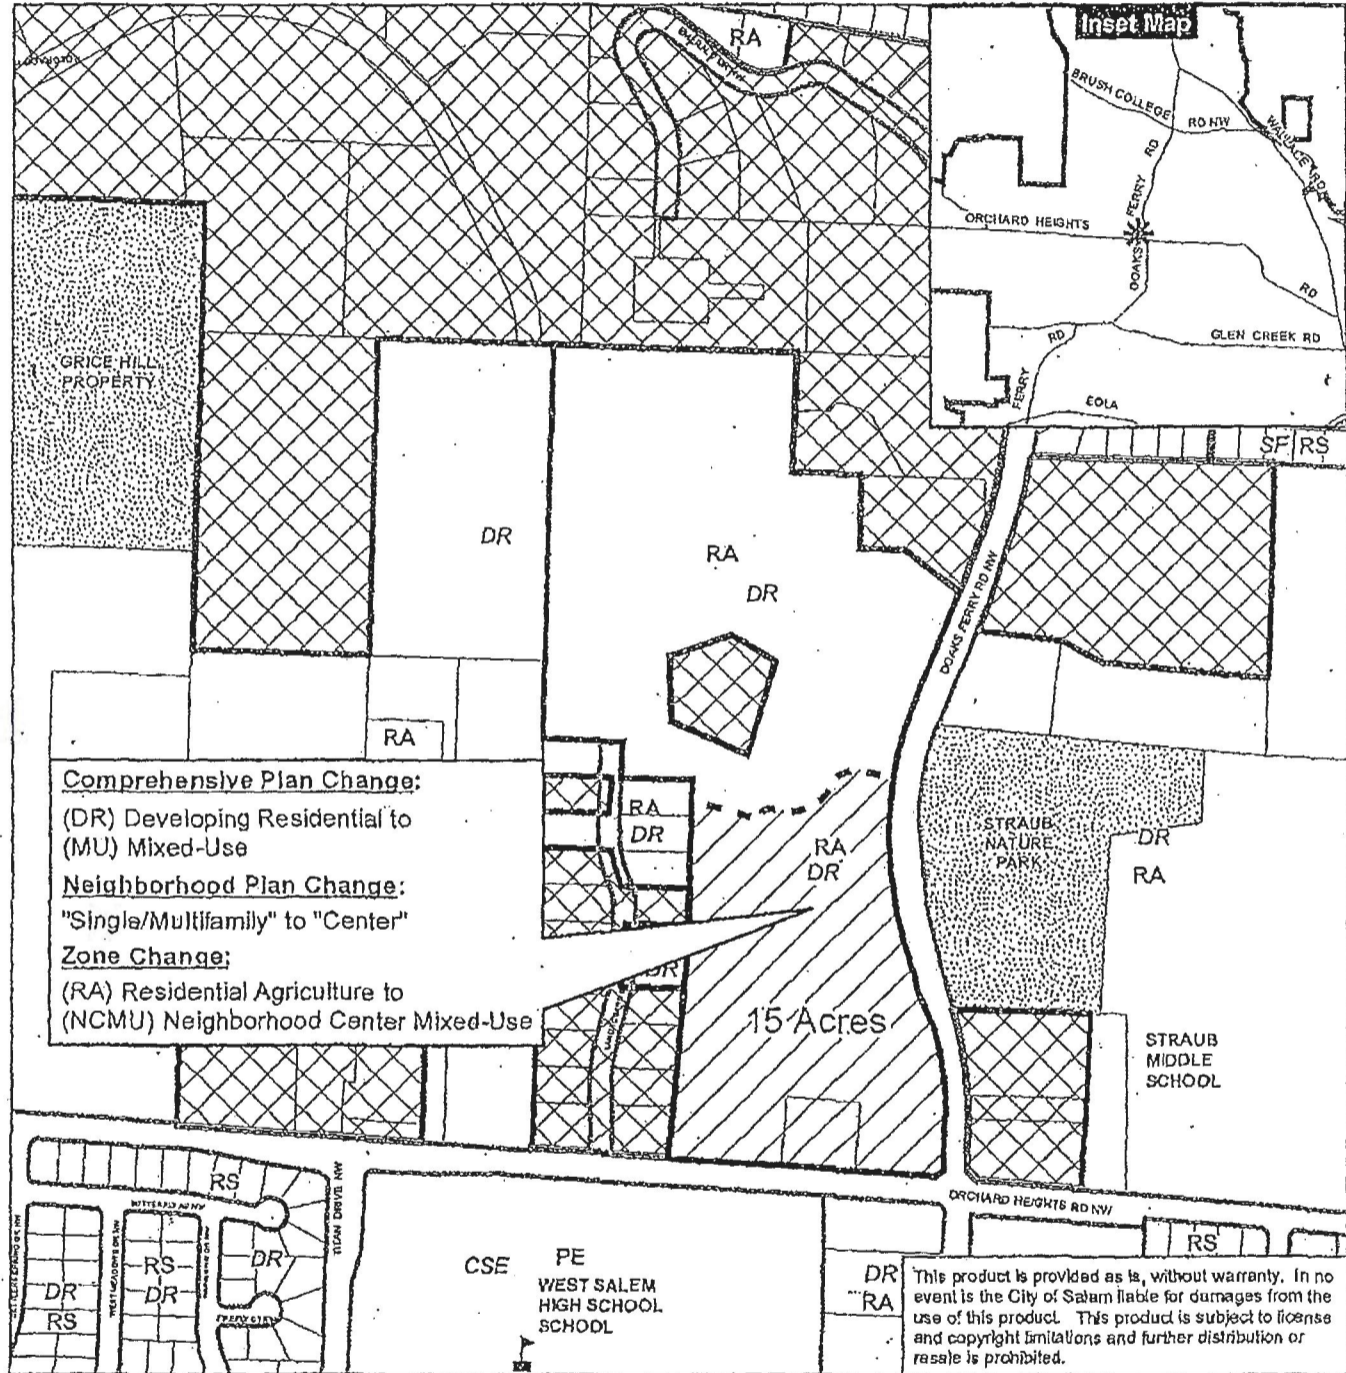 RA
EMERALD DR NW
Inset Map
BRUSH COLLEGE
RD NW
WALLACE RD NW
RD
FERRY
ORCHARD HEIGHTS
DOAKS
RD
RD
GLEN CREEK RD
FERRY
EOLA
SF RS
GRICE HILL
PROPERTY
DR
RA
DR
DOAKS FERRY RD NW
RA
Comprehensive Plan Change:
(DR) Developing Residential to
(MU) Mixed-Use
Neighborhood Plan Change:
"Single/Multifamily" to "Center"
Zone Change:
(RA) Residential Agriculture to
(NCMU) Neighborhood Center Mixed-Use
RA
DR
RA
DR
STRAUB
NATURE
PARK
DR
RA
DR
15 Acres
STRAUB
MIDDLE
SCHOOL
ORCHARD HEIGHTS RD NW
RS
TITAN DRIVE NW
RS
DR
DR
RS
RS
DR
CSE
PE
WEST SALEM
HIGH SCHOOL
SCHOOL
DR
RA
This product is provided as is, without warranty. In no
event is the City of Salem liable for damages from the
use of this product. This product is subject to license
and copyright limitations and further distribution or
resale is prohibited.